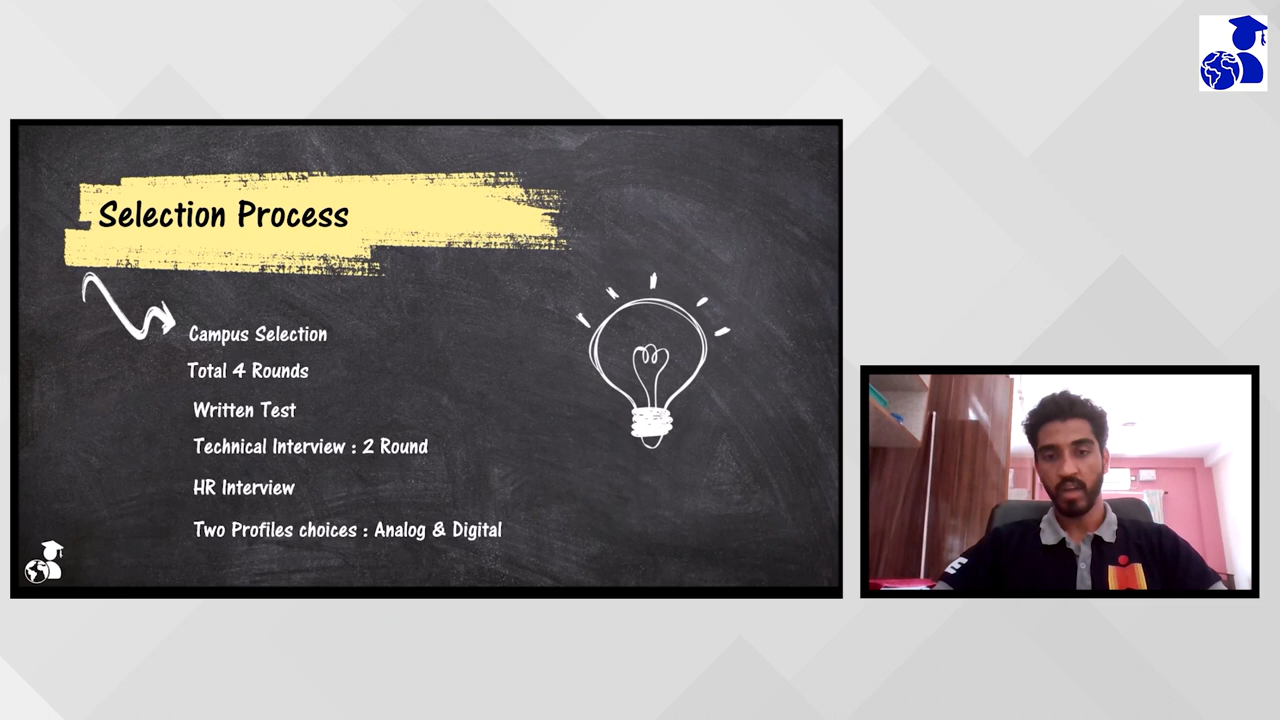 Selection Process
Campus Selection
Total 4 Rounds
Written Test
Technical Interview : 2 Round
HR Interview
Two Profiles choices : Analog & Digital
E